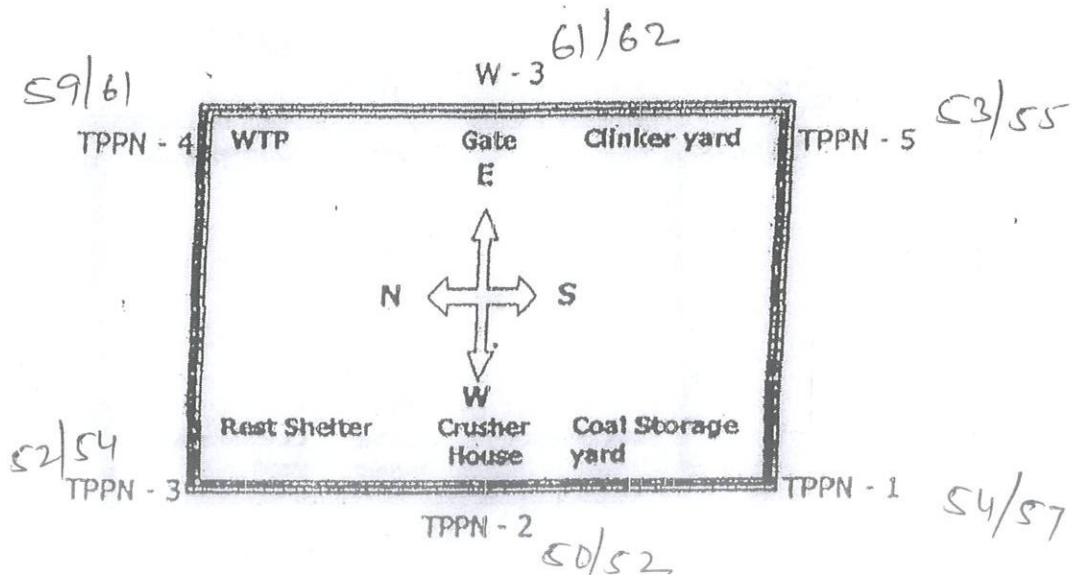 61/62
W - 3
59/61
53/55
TPPN - 4
WTP
Gate
Clinker yard
TPPN - 5
E
N
S
W
Rest Shelter
Crusher House
Coal Storage yard
52/54
TPPN - 3
TPPN - 1
54/57
TPPN - 2
50/52